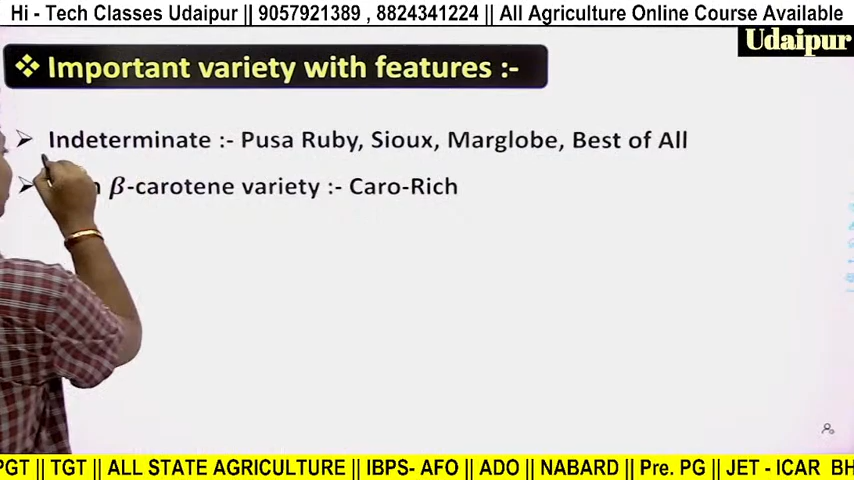 Hi - Tech Classes Udaipur || 9057921389 , 8824341224 || All Agriculture Online Course Available
Udaipur
❖ Important variety with features :-
➢ Indeterminate :- Pusa Ruby, Sioux, Marglobe, Best of All
➢ β-carotene variety :- Caro-Rich
PGT || TGT || ALL STATE AGRICULTURE || IBPS- AFO || ADO || NABARD || Pre. PG || JET - ICAR BH